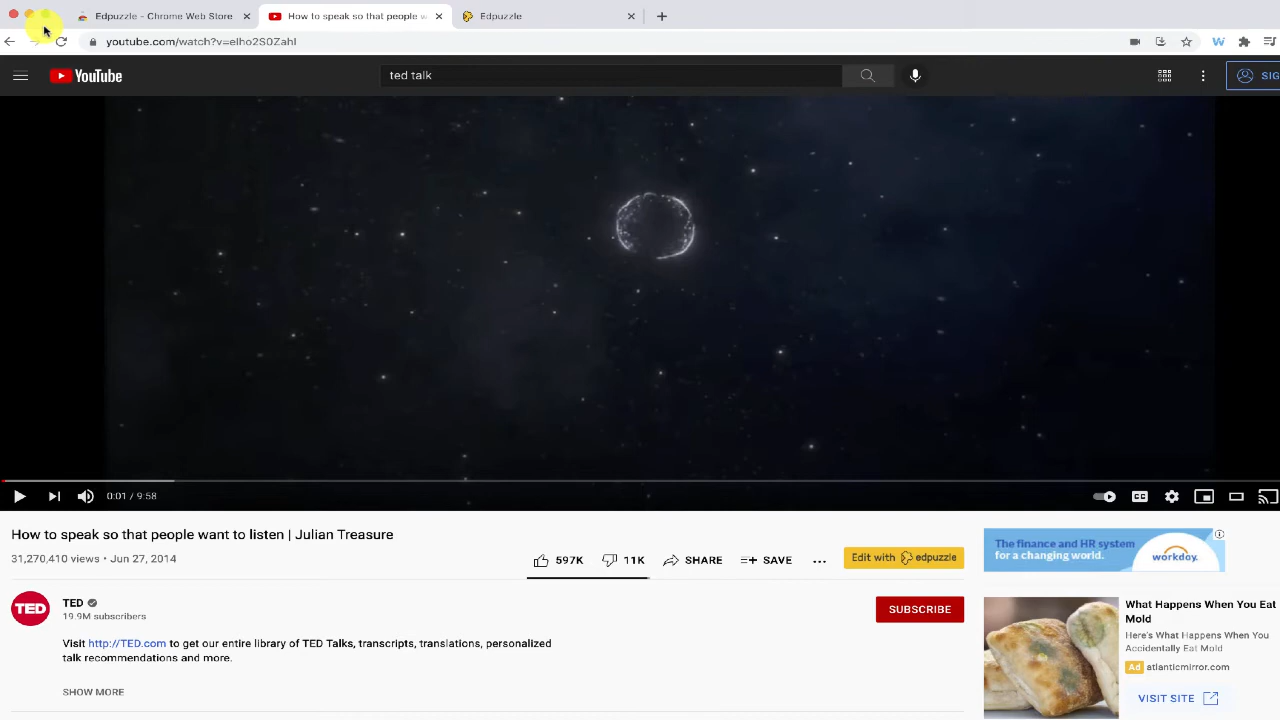 Edpuzzle - Chrome Web Store
How to speak so that people w
Edpuzzle
youtube.com/watch?v=eIho2S0ZahI
YouTube
ted talk
SIG
0:01 / 9:58
CC
How to speak so that people want to listen | Julian Treasure
31,270,410 views • Jun 27, 2014
597K
11K
SHARE
SAVE
Edit with edpuzzle
TED
TED
19.9M subscribers
SUBSCRIBE
Visit http://TED.com to get our entire library of TED Talks, transcripts, translations, personalized
talk recommendations and more.
SHOW MORE
The finance and HR system
for a changing world.
workday.
What Happens When You Eat
Mold
Here's What Happens When You
Accidentally Eat Mold
Ad atlanticmirror.com
VISIT SITE